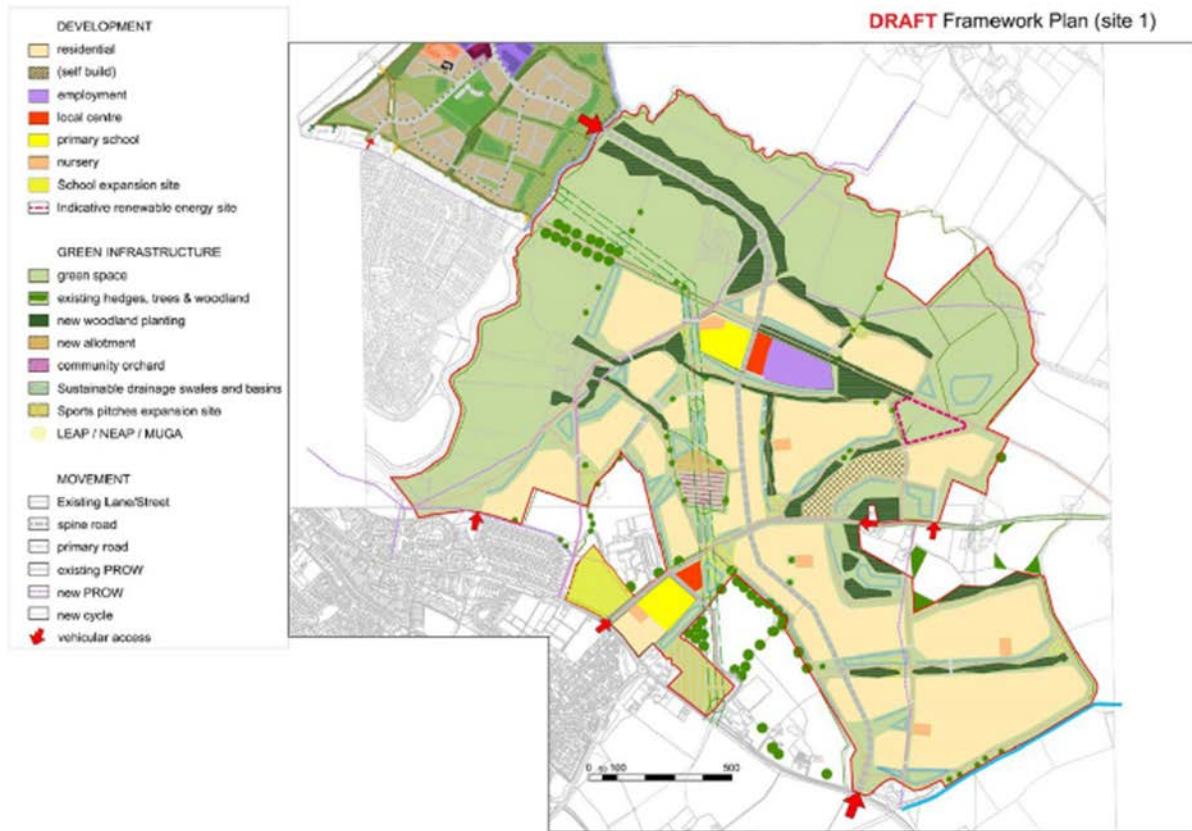 DRAFT Framework Plan (site 1)
DEVELOPMENT
residential
(self build)
employment
local centre
primary school
nursery
School expansion site
Indicative renewable energy site
GREEN INFRASTRUCTURE
green space
existing hedges, trees & woodland
new woodland planting
new allotment
community orchard
Sustainable drainage swales and basins
Sports pitches expansion site
LEAP / NEAP / MUGA
MOVEMENT
Existing Lane/Street
spine road
primary road
existing PROW
new PROW
new cycle
vehicular access
0 50 100 500